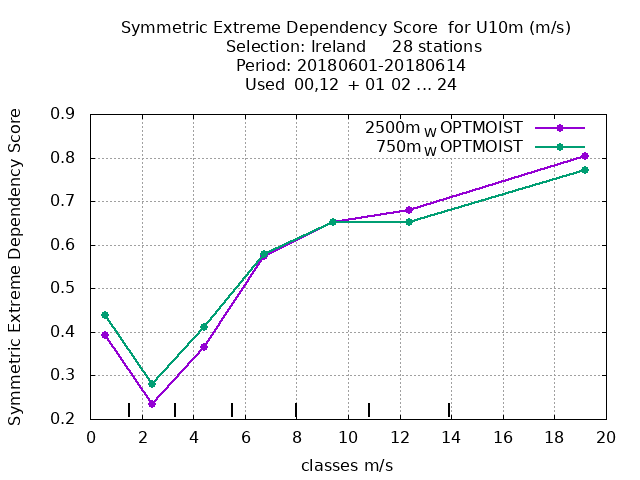 Symmetric Extreme Dependency Score for U10m (m/s)
Selection: Ireland 28 stations
Period: 20180601-20180614
Used 00,12 + 01 02 ... 24
Symmetric Extreme Dependency Score
0.9
0.8
0.7
0.6
0.5
0.4
0.3
0.2
2500m W OPTMOIST
750m W OPTMOIST
0 2 4 6 8 10 12 14 16 18 20
classes m/s